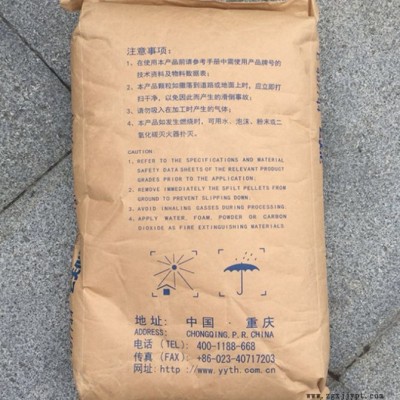 注意事项:
1、在使用本产品前请参考手册中需使用产品牌号的
技术资料及物料数据表;
2、本产品颗粒如撒落到道路或地面上时,应立即打
扫干净,以免因此而产生的滑倒事故;
3、请勿吸入在加工时产生的气体;
4、本产品如发生燃烧时,可用水、泡沫、粉末或二
氧化碳灭火器扑灭。
CAUTION
1. REFER TO THE SPECIFICATIONS AND MATERIAL
SAFETY DATA SHEETS OF THE RELEVANT PRODUCT
GRADES PRIOR TO THE APPLICATION.
2. REMOVE IMMEDIATELY THE SPILT PELLETS FROM
GROUND TO PREVENT SLIPPING DOWN.
3. AVOID INHALING GASSES DURING PROCESSING.
4. APPLY WATER, FOAM, POWDER OR CARBON
DIOXIDE AS FIRE EXTINGUISHING MATERIALS
地址: 中国 重庆
ADDRESS: CHONGQING.P.R.CHINA
电话(TEL): 400-1188-668
传真(FAX): +86-023-40717203
网址: http://www.yyth.com.cn